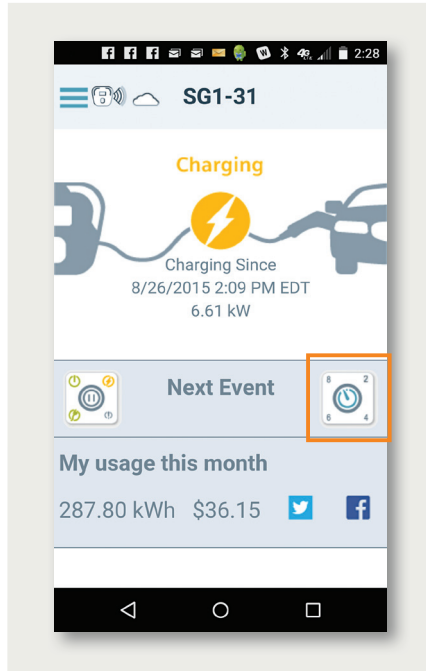 2:28
SG1-31
Charging
Charging Since
8/26/2015 2:09 PM EDT
6.61 kW
Next Event
8 2
6 4
My usage this month
287.80 kWh $36.15